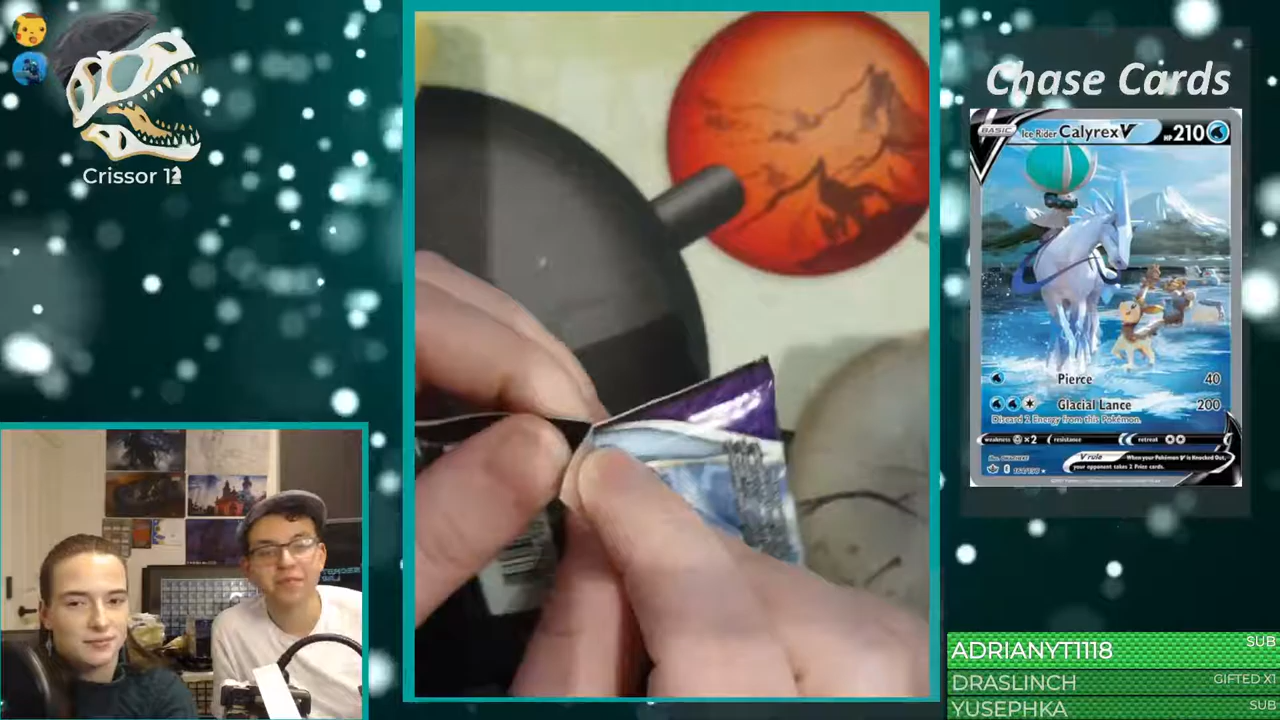 Crissor 1
Chase Cards
BASIC Ice Rider Calyrex V HP 210
Pierce 40
Glacial Lance 200
Discard 2 Energy from this Pokémon.
weakness ×2 resistance retreat
V rule When your Pokémon V is Knocked Out,
your opponent takes 2 Prize cards.
ADRIANYT1118 SUB
DRASLINCH GIFTED X1
YUSEPHKA SUB